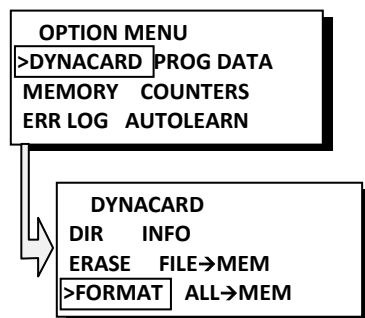 OPTION MENU
>DYNACARD PROG DATA
MEMORY COUNTERS
ERR LOG AUTOLEARN
DYNACARD
DIR INFO
ERASE FILE→MEM
>FORMAT ALL→MEM